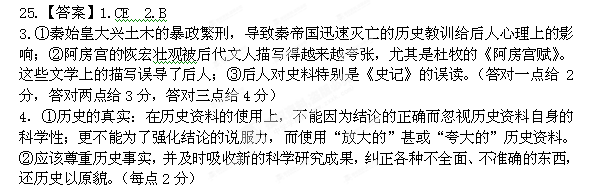 25.【答案】1.CE  2.B
3.①秦始皇大兴土木的暴政繁刑，导致秦帝国迅速灭亡的历史教训给后人心理上的影
响；②阿房宫的恢宏壮观被后代文人描写得越来越夸张，尤其是杜牧的《阿房宫赋》。
这些文学上的描写误导了后人；③后人对史料特别是《史记》的误读。（答对一点给 2
分，答对两点给 3 分，答对三点给 4 分）
4. ①历史的真实：在历史资料的使用上，不能因为结论的正确而忽视历史资料自身的
科学性；更不能为了强化结论的说服力，而使用“放大的”甚或“夸大的”历史资料。
②应该尊重历史事实，并及时吸收新的科学研究成果，纠正各种不全面、不准确的东西，
还历史以原貌。（每点 2 分）